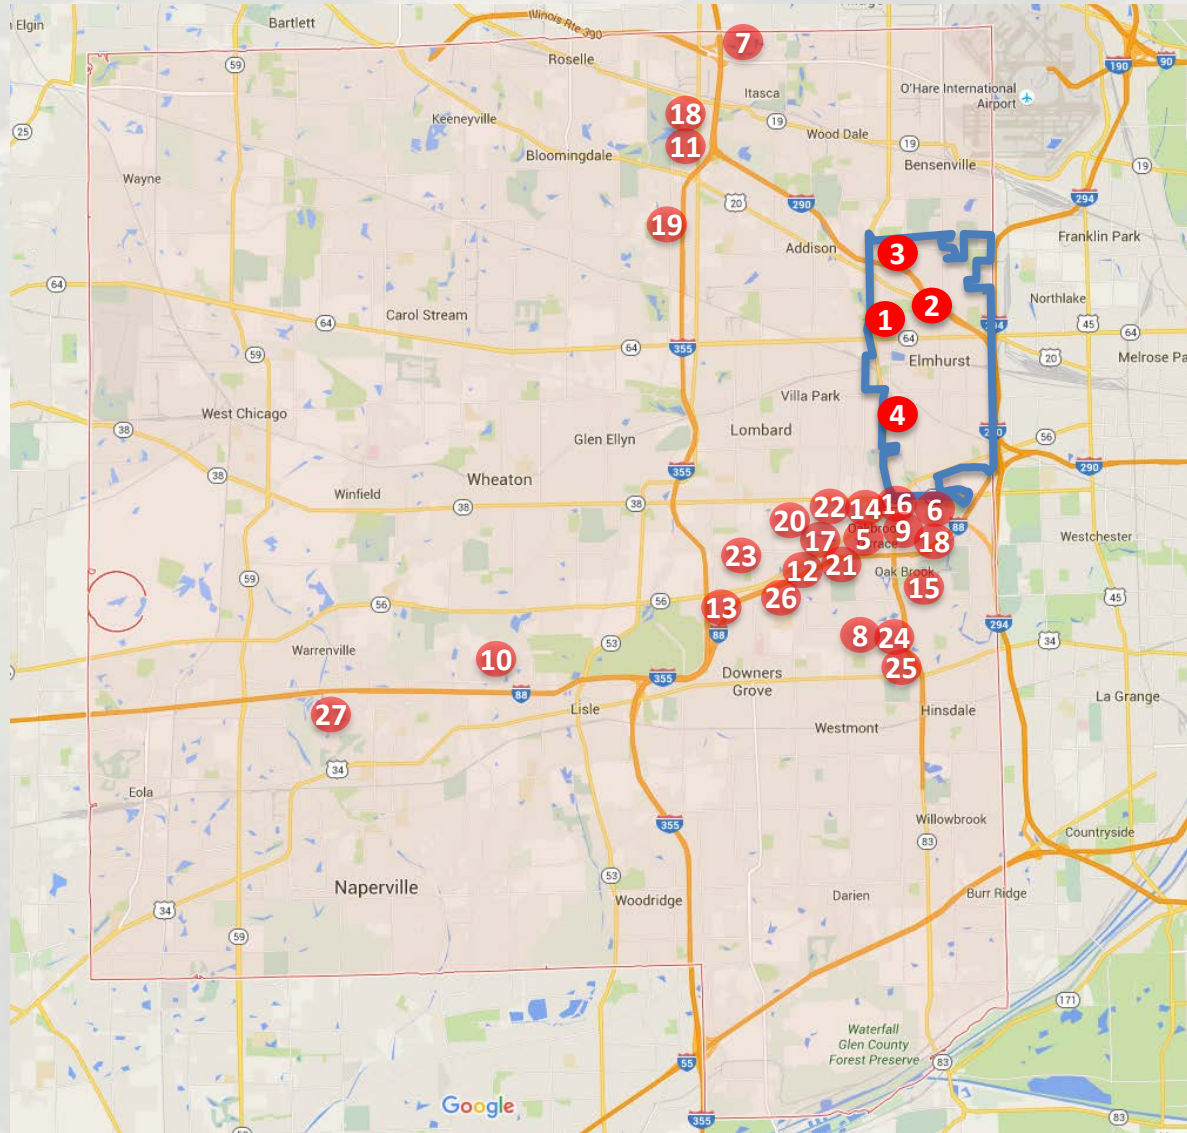 Elgin
Bartlett
Illinois Rte 390
7
190
90
59
Roselle
O'Hare International
Airport
Itasca
18
Keeneyville
19
Wood Dale
25
11
19
Bloomingdale
Bensenville
19
Wayne
20
290
294
19
Addison
3
Franklin Park
64
2
Northlake
Carol Stream
64
1
45
64
64
64
355
59
20
Elmhurst
Melrose Pa
Villa Park
West Chicago
4
38
Lombard
Glen Ellyn
56
290
355
38
Wheaton
Winfield
38
38
22
14
16
6
20
88
9
5
17
18
Westchester
23
21
12
Oak Brook
59
15
26
45
56
56
13
294
88
8
24
34
53
Warrenville
10
25
355
Downers
Grove
88
La Grange
27
Lisle
Hinsdale
Westmont
34
Eola
355
Willowbrook
Countryside
83
53
Naperville
Darien
Burr Ridge
Woodridge
34
59
171
Waterfall
Glen County
Forest Preserve
55
83
Google
355
83